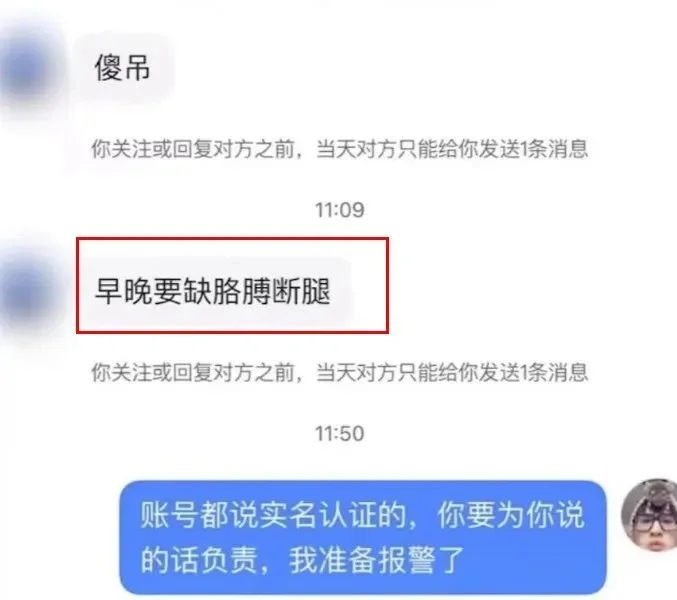 傻吊
你关注或回复对方之前，当天对方只能给你发送1条消息
11:09
早晚要缺胳膊断腿
你关注或回复对方之前，当天对方只能给你发送1条消息
11:50
账号都说实名认证的，你要为你说
的话负责，我准备报警了